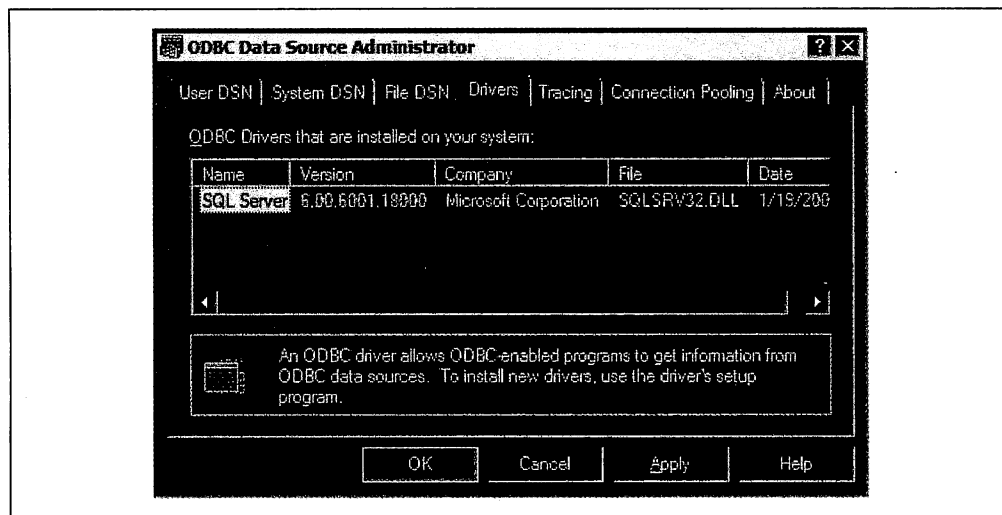 ODBC Data Source Administrator
User DSN System DSN File DSN Drivers Tracing Connection Pooling About
ODBC Drivers that are installed on your system:
Name Version Company File Date
SQL Server 6.00.6001.18000 Microsoft Corporation SQLSRV32.DLL 1/19/200
An ODBC driver allows ODBC-enabled programs to get information from
ODBC data sources. To install new drivers, use the driver's setup
program.
OK Cancel Apply Help